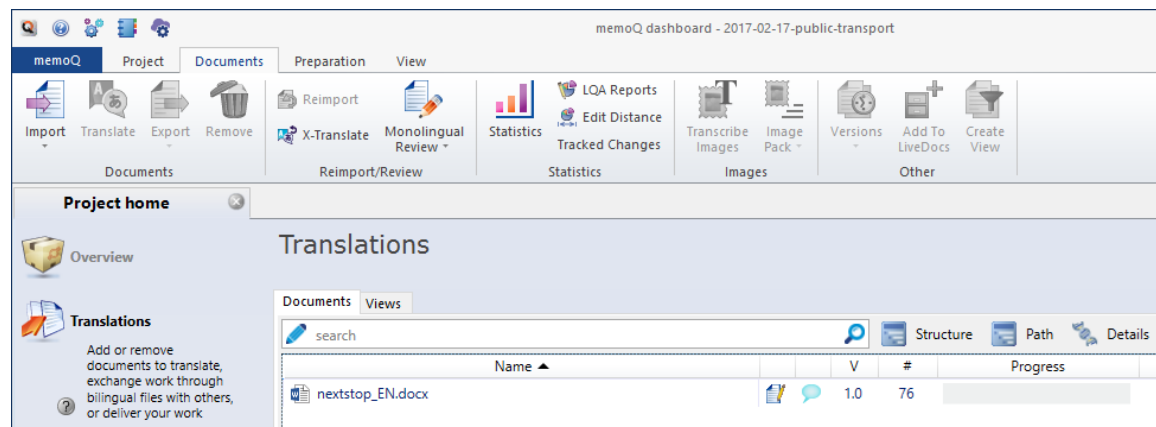 memoQ dashboard - 2017-02-17-public-transport
memoQ Project Documents Preparation View
Import Translate Export Remove
Documents
Reimport
X-Translate
Monolingual
Review
Reimport/Review
Statistics
LQA Reports
Edit Distance
Tracked Changes
Statistics
Transcribe
Images
Image
Pack
Images
Versions
Add To
LiveDocs
Create
View
Other
Project home
Overview
Translations
Add or remove
documents to translate,
exchange work through
bilingual files with others,
or deliver your work
Translations
Documents Views
search Structure Path Details
Name V # Progress
nextstop_EN.docx 1.0 76